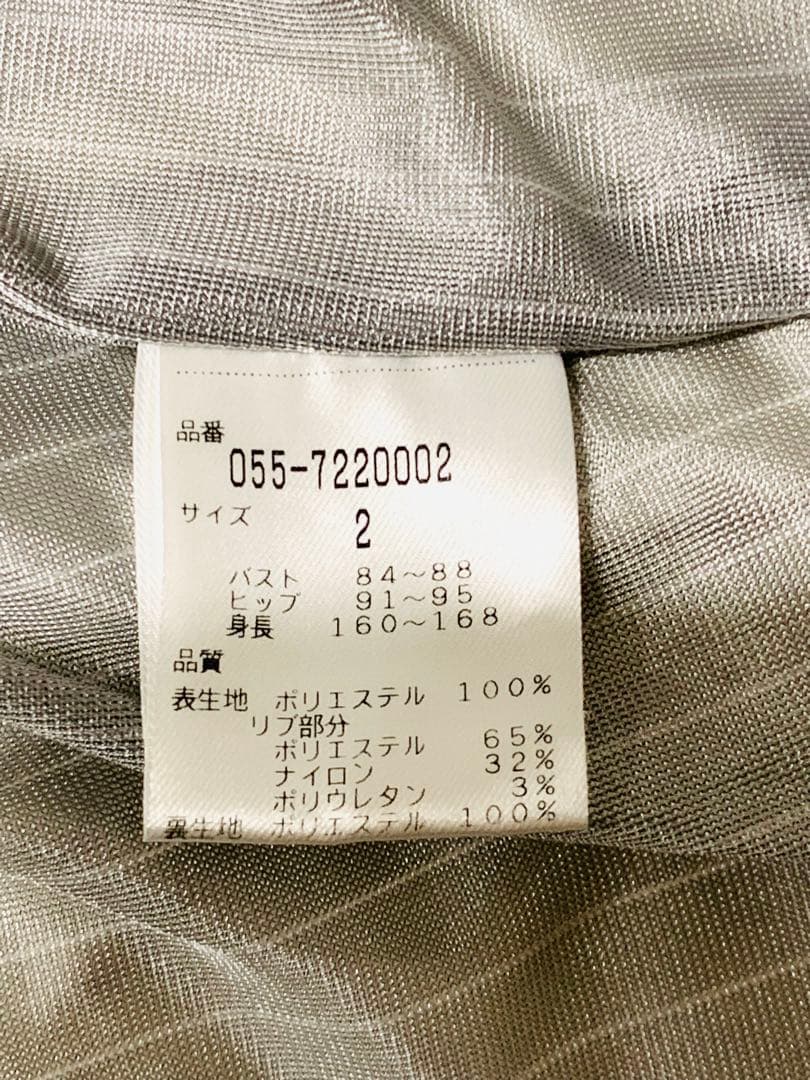 品番
055-7220002
サイズ
2
バスト 84～88
ヒップ 91～95
身長 160～168
品質
表生地 ポリエステル 100%
リブ部分
ポリエステル 65%
ナイロン 32%
ポリウレタン 3%
裏生地 ポリエステル 100%